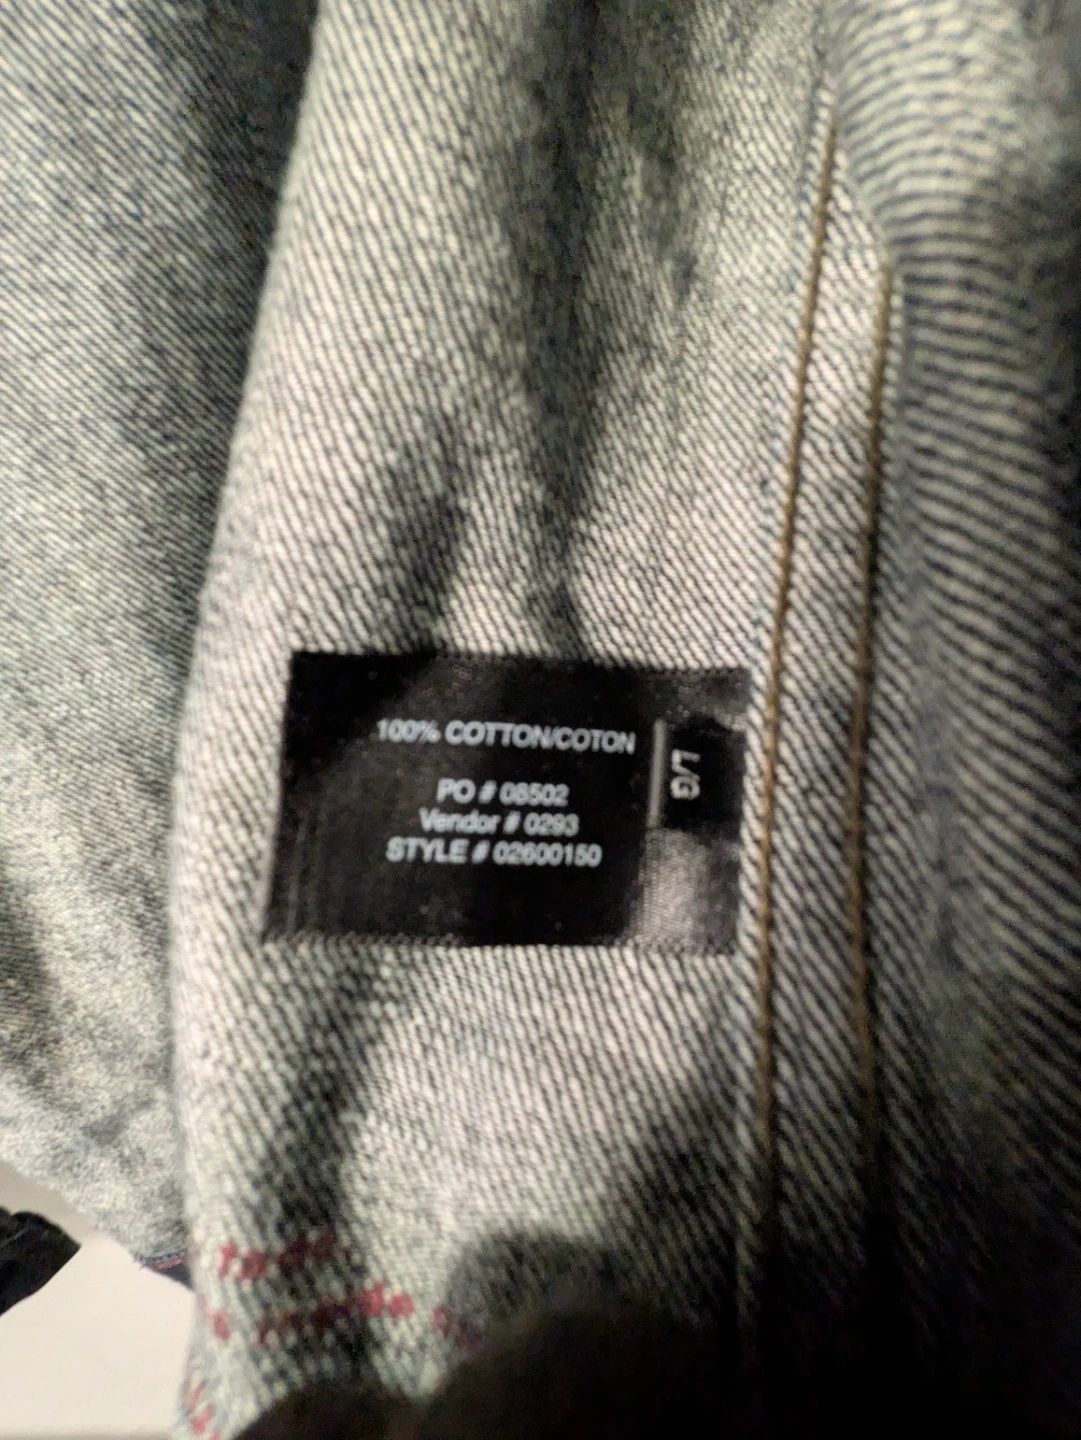 100% COTTON/COTON
L/G
PO # 08502
Vendor # 0293
STYLE # 02600150